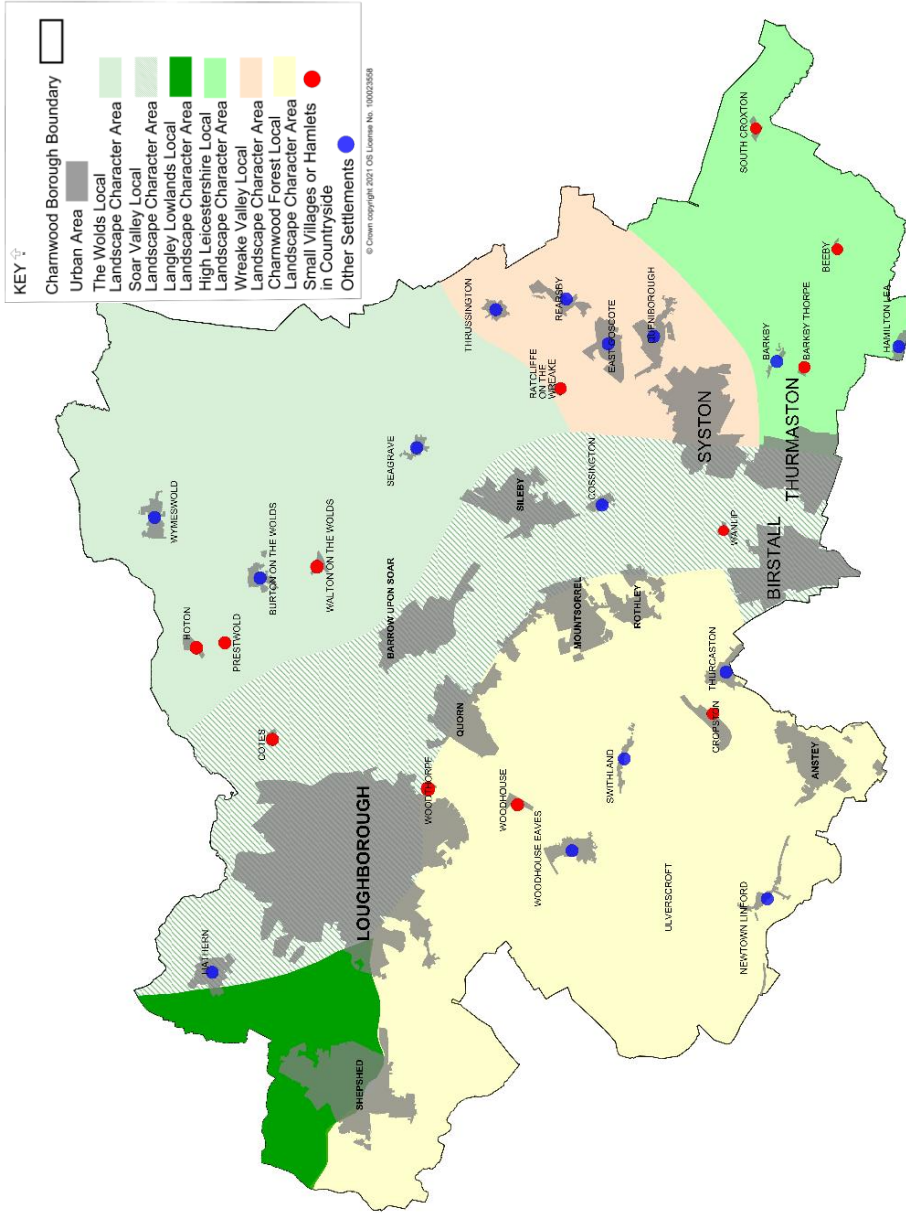 KEY
Charnwood Borough Boundary
Urban Area
The Wolds Local
Landscape Character Area
Soar Valley Local
Landscape Character Area
Langley Lowlands Local
Landscape Character Area
High Leicestershire Local
Landscape Character Area
Wreake Valley Local
Landscape Character Area
Charnwood Forest Local
Landscape Character Area
Small Villages or Hamlets
in Countryside
Other Settlements
© Crown copyright 2021 OS License No. 100023558
HATHERN
SHEPSHED
LOUGHBOROUGH
COTES
HOTON
PRESTWOLD
WYMESWOLD
BURTON ON THE WOLDS
WALTON ON THE WOLDS
SEAGRAVE
BARROW UPON SOAR
WOODTHORPE
QUORN
WOODHOUSE
WOODHOUSE EAVES
SILEBY
COSSINGTON
MOUNTSORREL
ROTHLEY
SWITHLAND
ULVERSCROFT
NEWTOWN LINFORD
CROPSTON
THURCASTON
ANSTEY
WANLIP
BIRSTALL
THURMASTON
SYSTON
THRUSSINGTON
RATCLIFFE
ON THE
WREAKE
REARSBY
EAST GOSCOTE
QUENIBOROUGH
BARKBY
BARKBY THORPE
HAMILTON LEA
BEEBY
SOUTH CROXTON